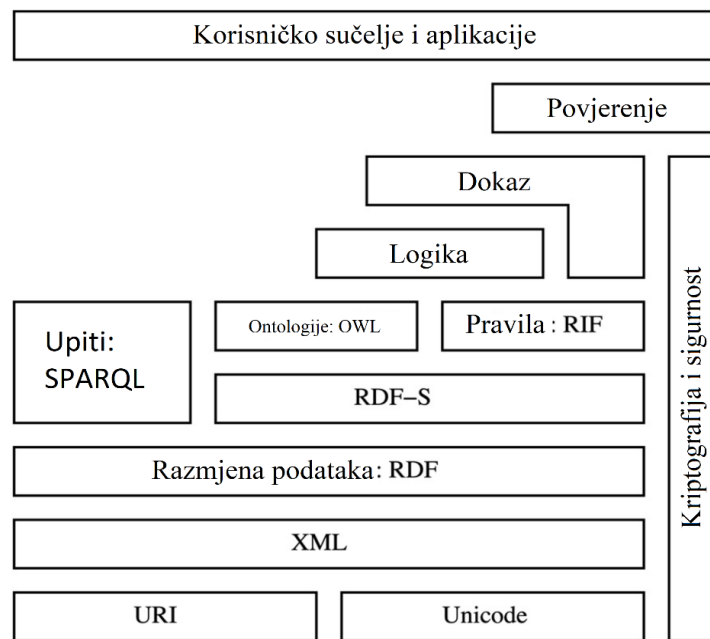 Korisničko sučelje i aplikacije
Povjerenje
Dokaz
Logika
Upiti:
SPARQL
Ontologije: OWL
Pravila : RIF
RDF–S
Razmjena podataka: RDF
XML
URI
Unicode
Kriptografija i sigurnost